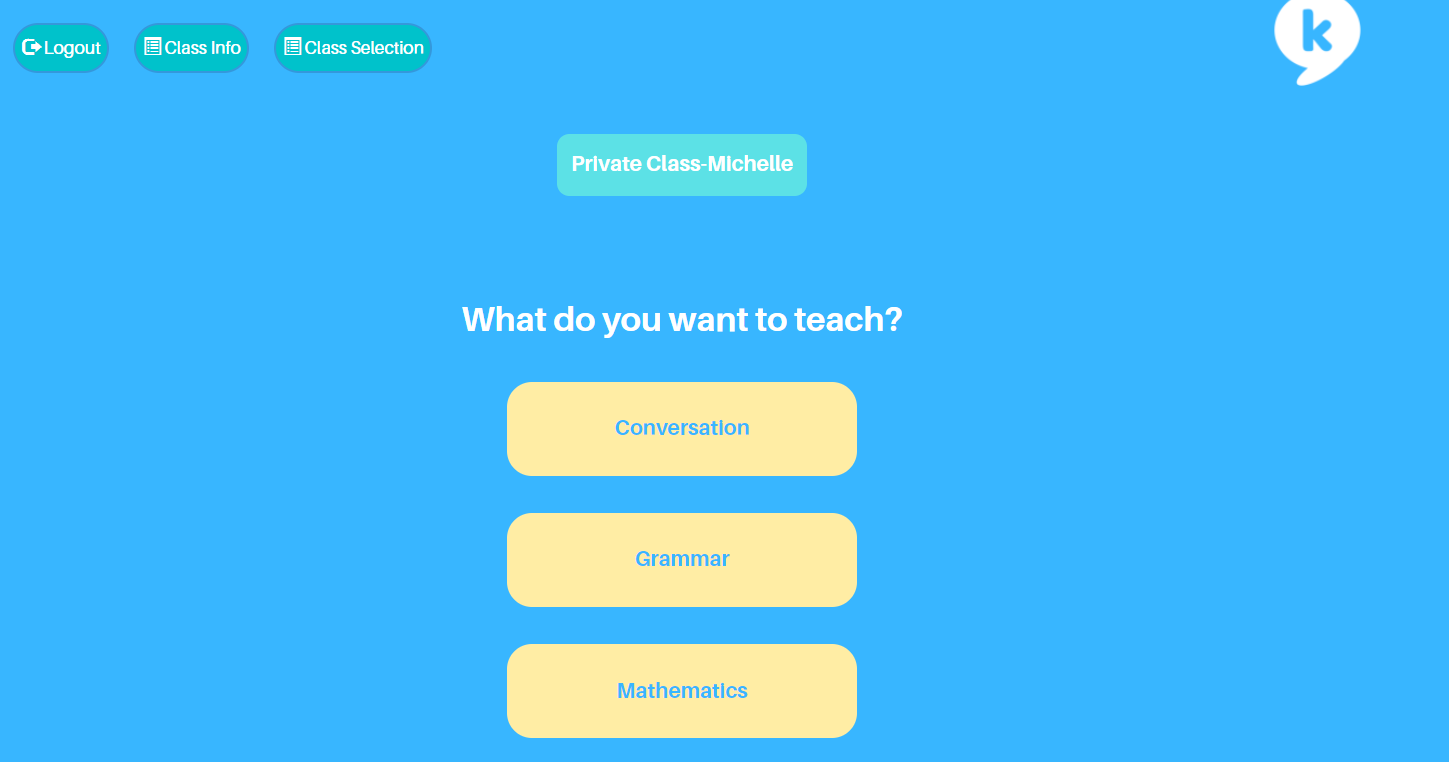 Logout Class Info Class Selection
k
Private Class-Michelle
What do you want to teach?
Conversation
Grammar
Mathematics